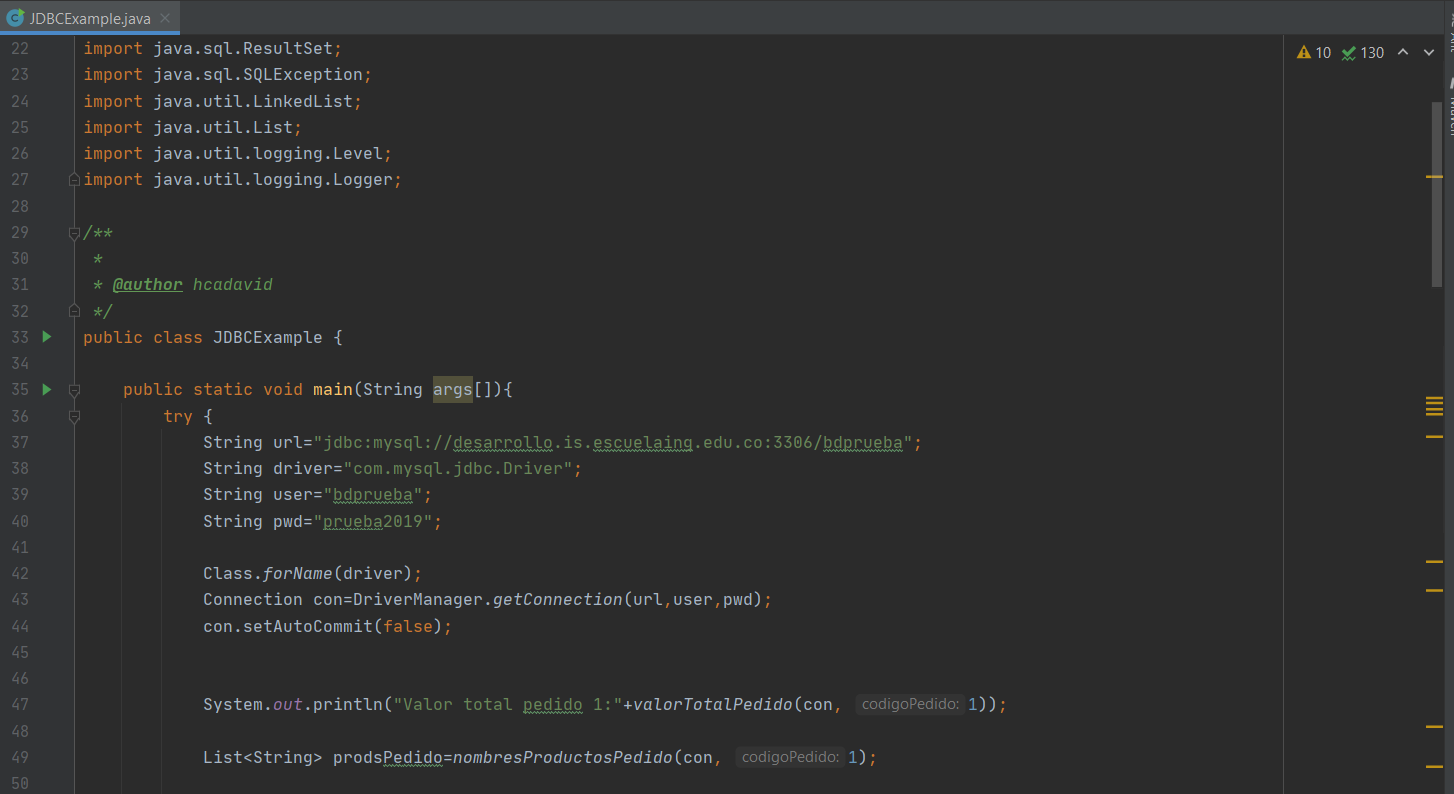 JDBCExample.java
10 130
22 import java.sql.ResultSet;
23 import java.sql.SQLException;
24 import java.util.LinkedList;
25 import java.util.List;
26 import java.util.logging.Level;
27 import java.util.logging.Logger;
28
29 /**
30 *
31 * @author hcadavid
32 */
33 public class JDBCExample {
34
35 public static void main(String args[]){
36 try {
37 String url="jdbc:mysql://desarrollo.is.escuelaing.edu.co:3306/bdprueba";
38 String driver="com.mysql.jdbc.Driver";
39 String user="bdprueba";
40 String pwd="prueba2019";
41
42 Class.forName(driver);
43 Connection con=DriverManager.getConnection(url,user,pwd);
44 con.setAutoCommit(false);
45
46
47 System.out.println("Valor total pedido 1:"+valorTotalPedido(con, codigoPedido: 1));
48
49 List<String> prodsPedido=nombresProductosPedido(con, codigoPedido: 1);
50